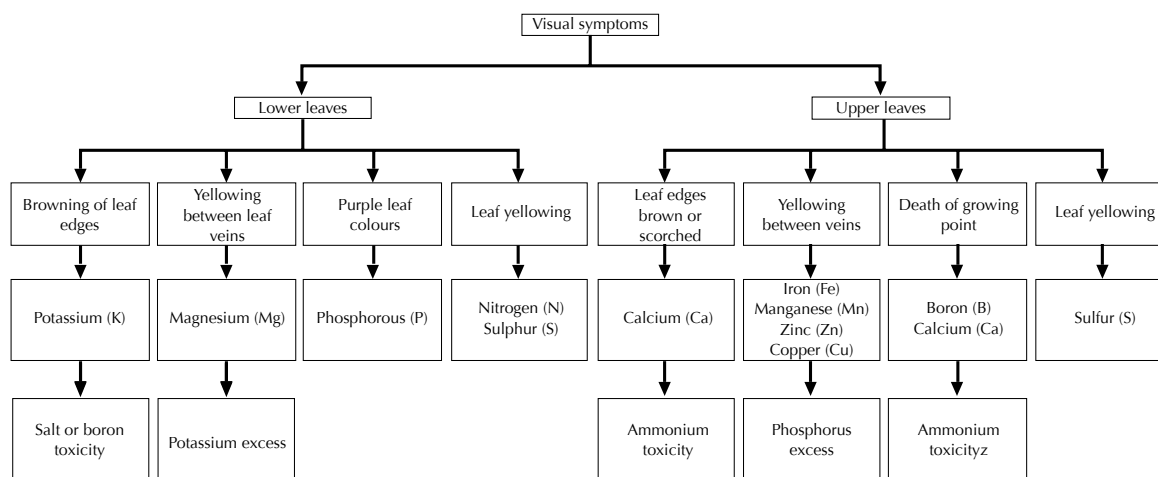 Visual symptoms
Lower leaves
Upper leaves
Browning of leaf
edges
Yellowing
between leaf
veins
Purple leaf
colours
Leaf yellowing
Leaf edges
brown or
scorched
Yellowing
between veins
Death of growing
point
Leaf yellowing
Potassium (K)
Magnesium (Mg)
Phosphorous (P)
Nitrogen (N)
Sulphur (S)
Calcium (Ca)
Iron (Fe)
Manganese (Mn)
Zinc (Zn)
Copper (Cu)
Boron (B)
Calcium (Ca)
Sulfur (S)
Salt or boron
toxicity
Potassium excess
Ammonium
toxicity
Phosphorus
excess
Ammonium
toxicityz